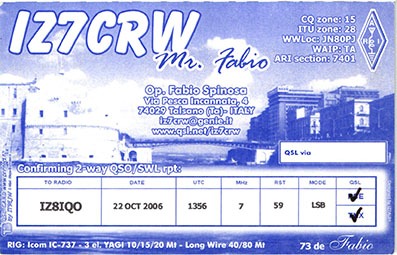 IZ7CRW
Mr. Fabio
CQ zone: 15
ITU zone: 28
WWLoc: JN80PJ
WAIP: TA
ARI section: 7401
Op. Fabio Spinosa
Via Pesca Incannata, 4
74029 Talsano (Ta)- ITALY
iz7crw@genie.it
www.qsl.net/iz7crw
QSL via
Confirming 2-way QSO/SWL rpt:
TO RADIO DATE UTC MHz RST MODE QSL
IZ8IQO 22 OCT 2006 1356 7 59 LSB PSE
TNX
RIG: Icom IC-737 - 3 el. YAGI 10/15/20 Mt - Long Wire 40/80 Mt
73 de Fabio